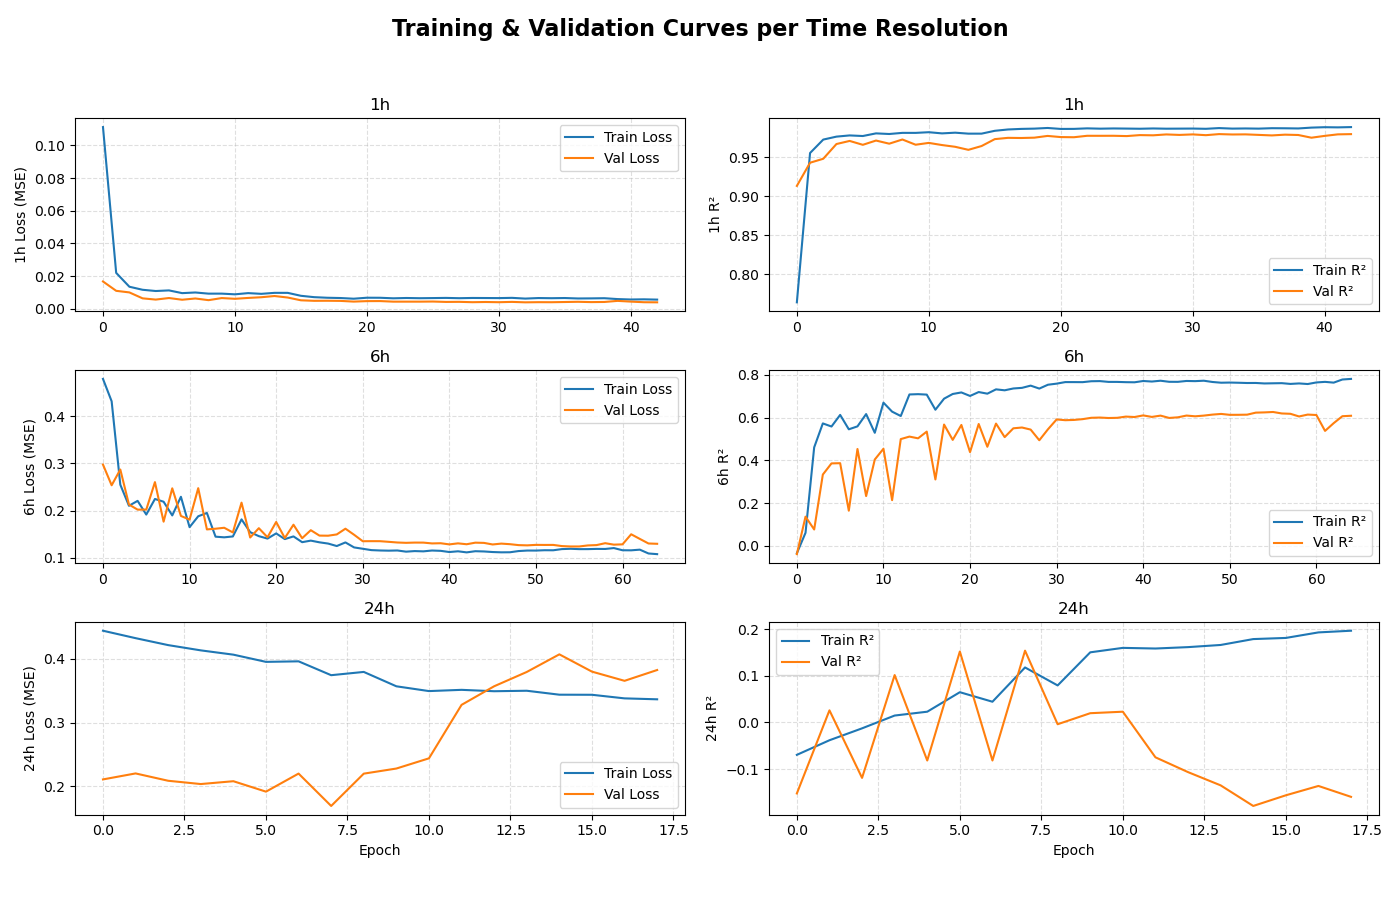 Training & Validation Curves per Time Resolution
1h
1h Loss (MSE)
0.10
0.08
0.06
0.04
0.02
0.00
0 10 20 30 40
Train Loss
Val Loss
1h
1h R²
0.95
0.90
0.85
0.80
0 10 20 30 40
Train R²
Val R²
6h
6h Loss (MSE)
0.4
0.3
0.2
0.1
0 10 20 30 40 50 60
Train Loss
Val Loss
6h
6h R²
0.8
0.6
0.4
0.2
0.0
0 10 20 30 40 50 60
Train R²
Val R²
24h
24h Loss (MSE)
0.4
0.3
0.2
0.0 2.5 5.0 7.5 10.0 12.5 15.0 17.5
Epoch
Train Loss
Val Loss
24h
24h R²
0.2
0.1
0.0
−0.1
0.0 2.5 5.0 7.5 10.0 12.5 15.0 17.5
Epoch
Train R²
Val R²